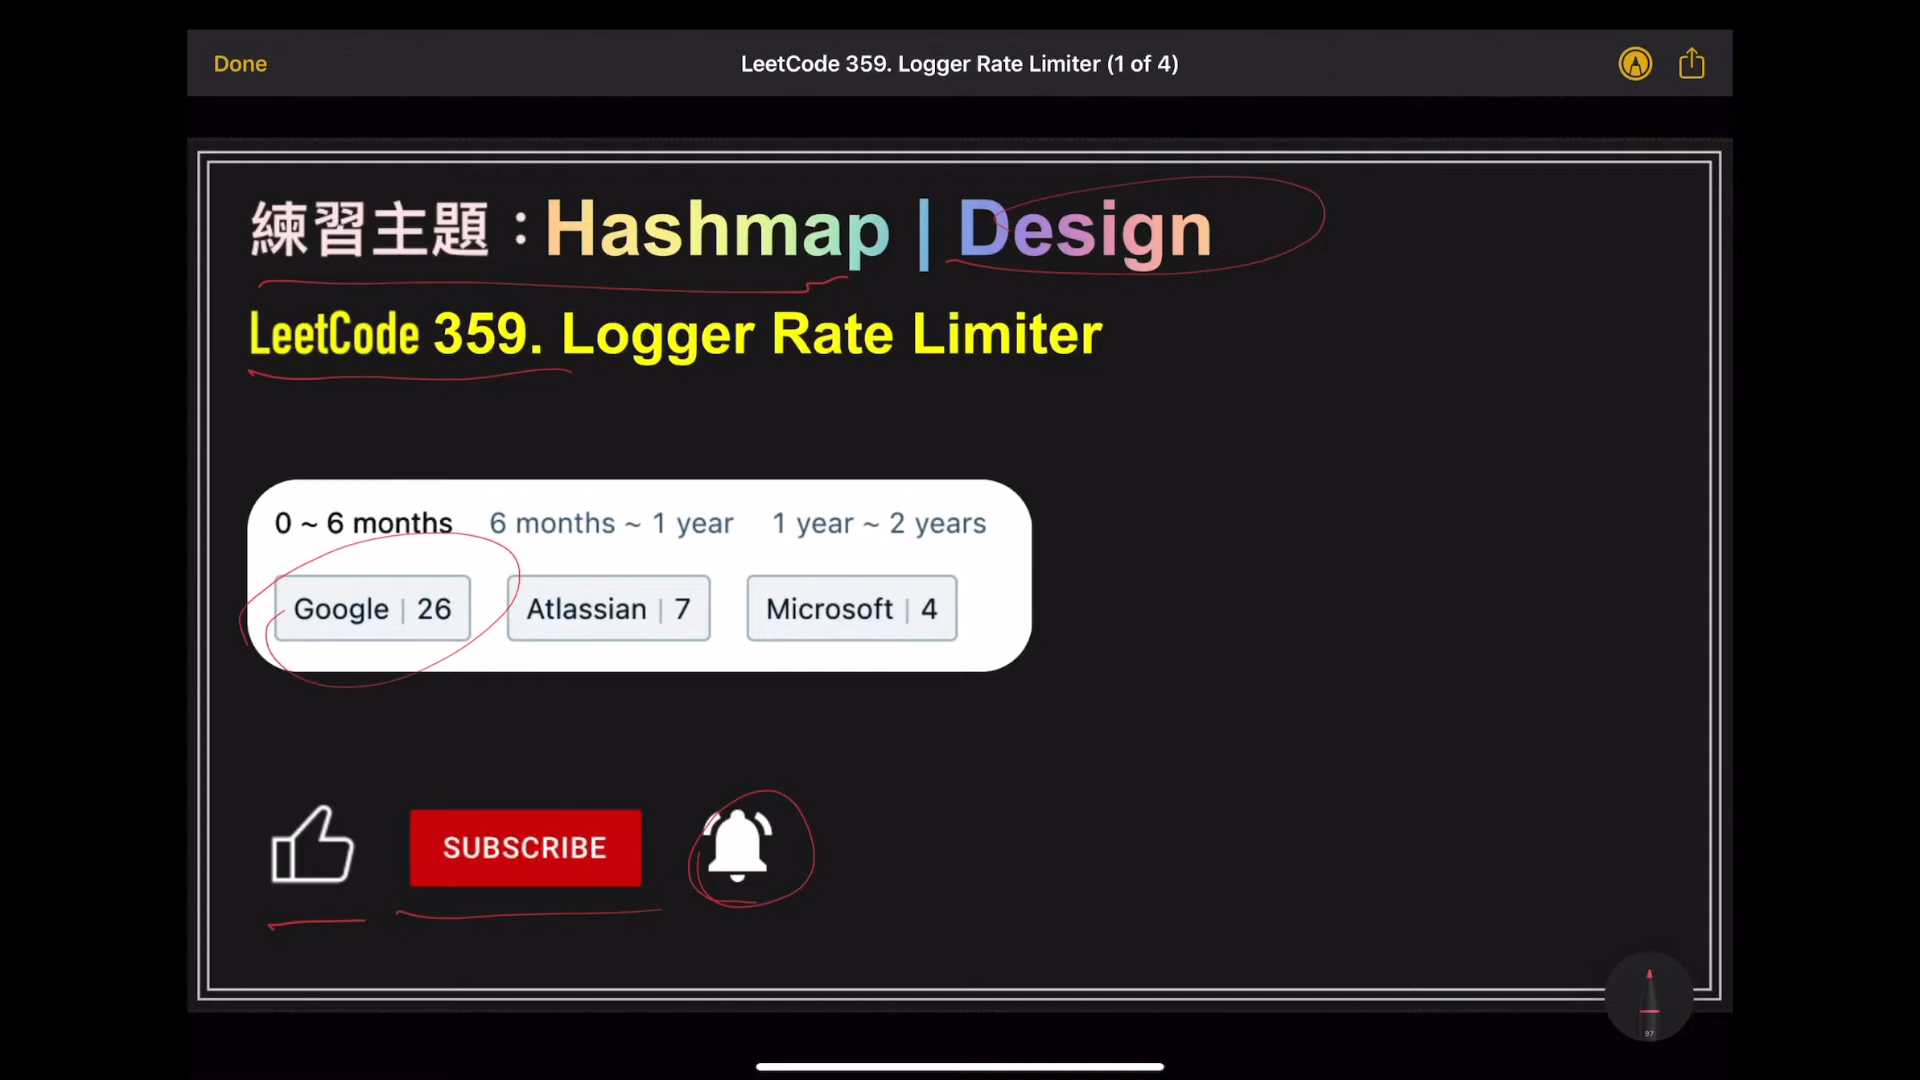 Done
LeetCode 359. Logger Rate Limiter (1 of 4)
練習主題：Hashmap | Design
LeetCode 359. Logger Rate Limiter
0 ~ 6 months 6 months ~ 1 year 1 year ~ 2 years
Google | 26 Atlassian | 7 Microsoft | 4
SUBSCRIBE
97